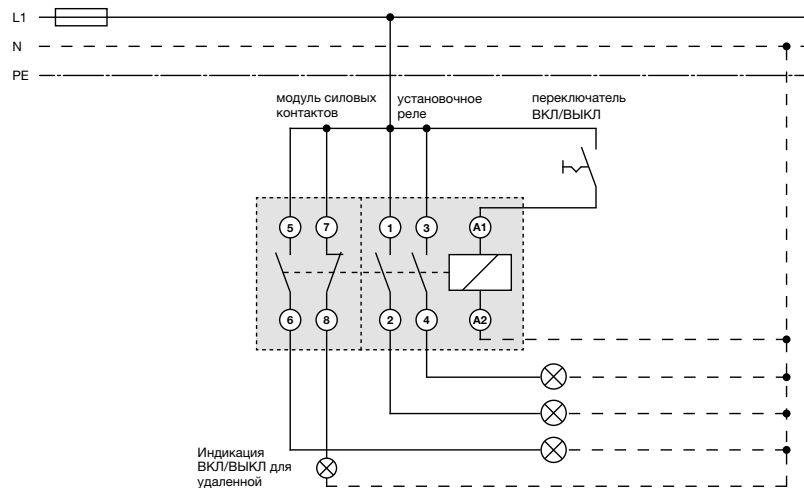 L1
N
PE
модуль силовых
контактов
установочное
реле
переключатель
ВКЛ/ВЫКЛ
5 7 1 3 A1
6 8 2 4 A2
Индикация
ВКЛ/ВЫКЛ для
удаленной